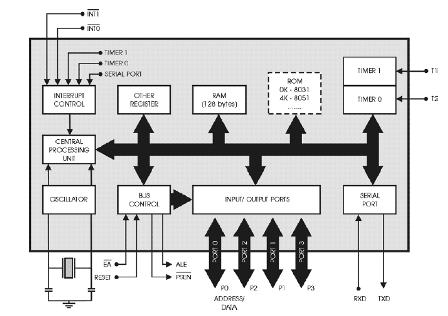 INT1
INT0
TIMER 1
TIMER 0
SERIAL PORT
INTERRUPT
CONTROL
OTHER
REGISTER
RAM
(128 bytes)
ROM
0K - 8031
4K - 8051
.......
TIMER 1
TIMER 0
T1
T2
CENTRAL
PROCESSING
UNIT
OSCILLATOR
BUS
CONTROL
INPUT/ OUTPUT PORTS
SERIAL
PORT
PORT 0
PORT 2
PORT 1
PORT 3
EA
RESET
ALE
PSEN
P0
P2
P1
P3
ADDRESS/
DATA
RXD
TXD